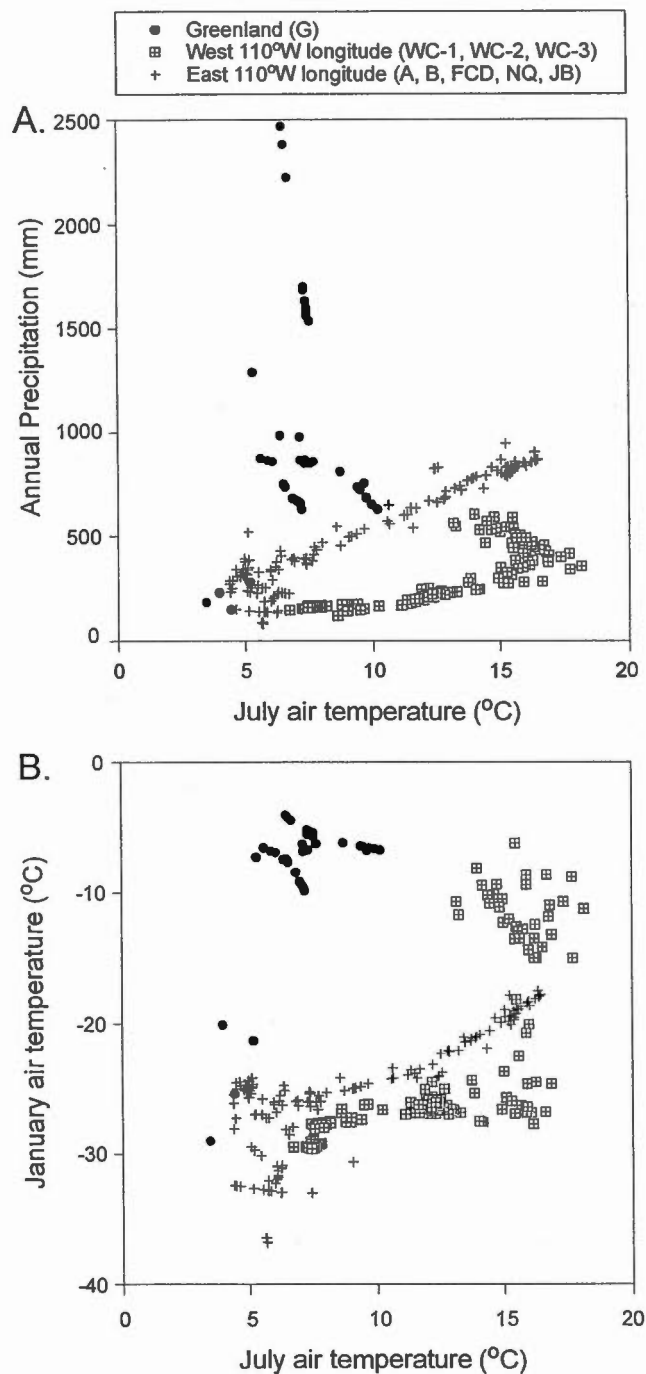 Greenland (G)
West 110°W longitude (WC-1, WC-2, WC-3)
East 110°W longitude (A, B, FCD, NQ, JB)
A.
2500
2000
1500
1000
500
0
Annual Precipitation (mm)
0 5 10 15 20
July air temperature (°C)
B.
0
-10
-20
-30
-40
January air temperature (°C)
0 5 10 15 20
July air temperature (°C)